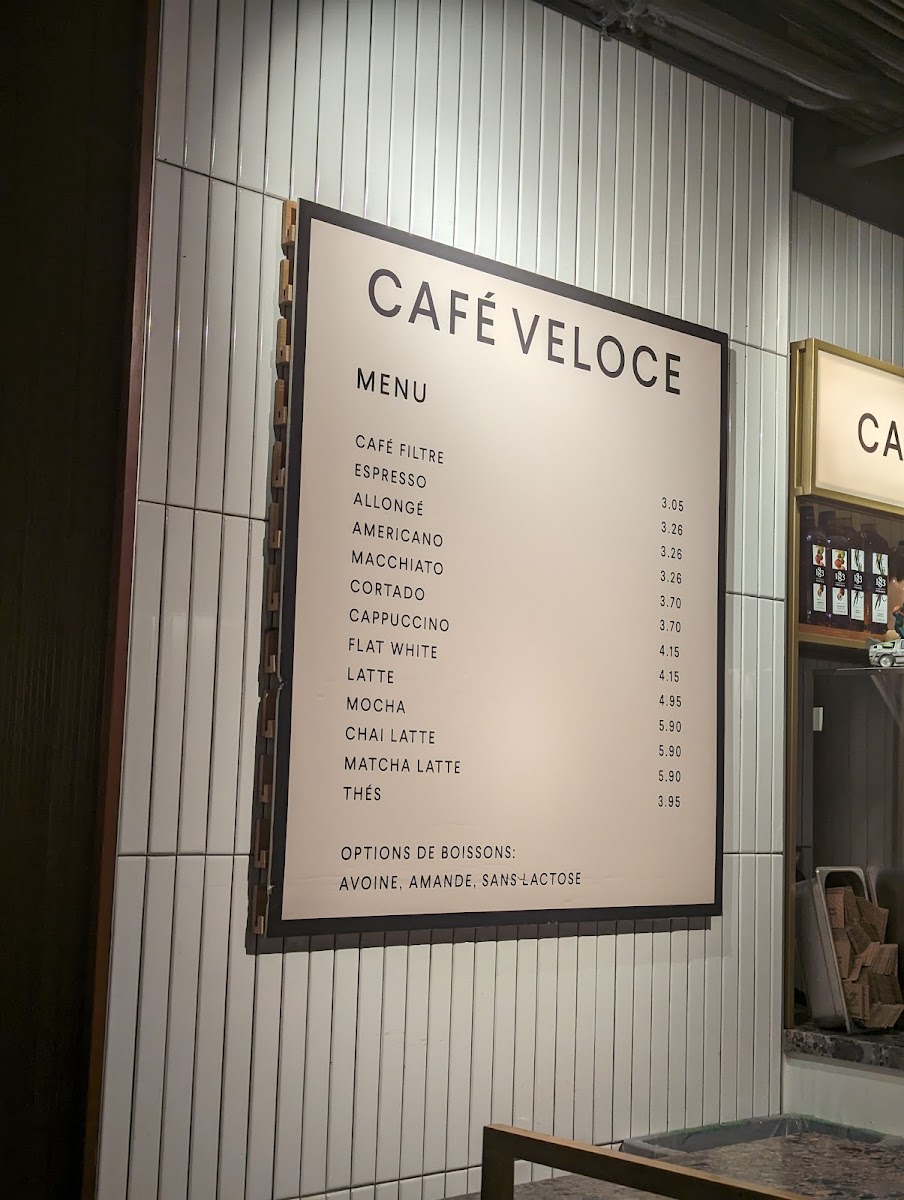 CAFÉ VELOCE
MENU
CAFÉ FILTRE 3.05
ESPRESSO 3.26
ALLONGÉ 3.26
AMERICANO 3.26
MACCHIATO 3.70
CORTADO 3.70
CAPPUCCINO 4.15
FLAT WHITE 4.15
LATTE 4.95
MOCHA 5.90
CHAI LATTE 5.90
MATCHA LATTE 5.90
THÉS 3.95
OPTIONS DE BOISSONS:
AVOINE, AMANDE, SANS LACTOSE
CA